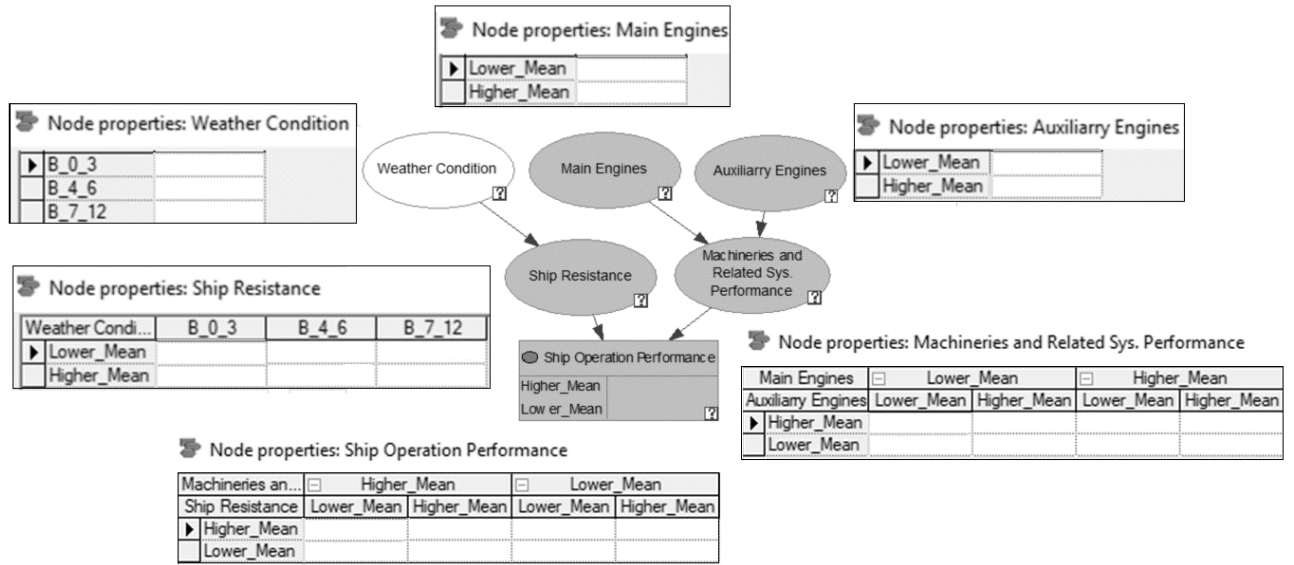 Node properties: Main Engines
Lower_Mean
Higher_Mean
Node properties: Weather Condition
B_0_3
B_4_6
B_7_12
Weather Condition
?
Main Engines
?
Auxiliarry Engines
?
Node properties: Auxiliarry Engines
Lower_Mean
Higher_Mean
Ship Resistance
?
Machineries and
Related Sys.
Performance
?
Node properties: Ship Resistance
Weather Condi... B_0_3 B_4_6 B_7_12
Lower_Mean
Higher_Mean
Ship Operation Performance
Higher_Mean
Low er_Mean
?
Node properties: Machineries and Related Sys. Performance
Main Engines Lower_Mean Higher_Mean
Auxiliarry Engines Lower_Mean Higher_Mean Lower_Mean Higher_Mean
Higher_Mean
Lower_Mean
Node properties: Ship Operation Performance
Machineries an... Higher_Mean Lower_Mean
Ship Resistance Lower_Mean Higher_Mean Lower_Mean Higher_Mean
Higher_Mean
Lower_Mean